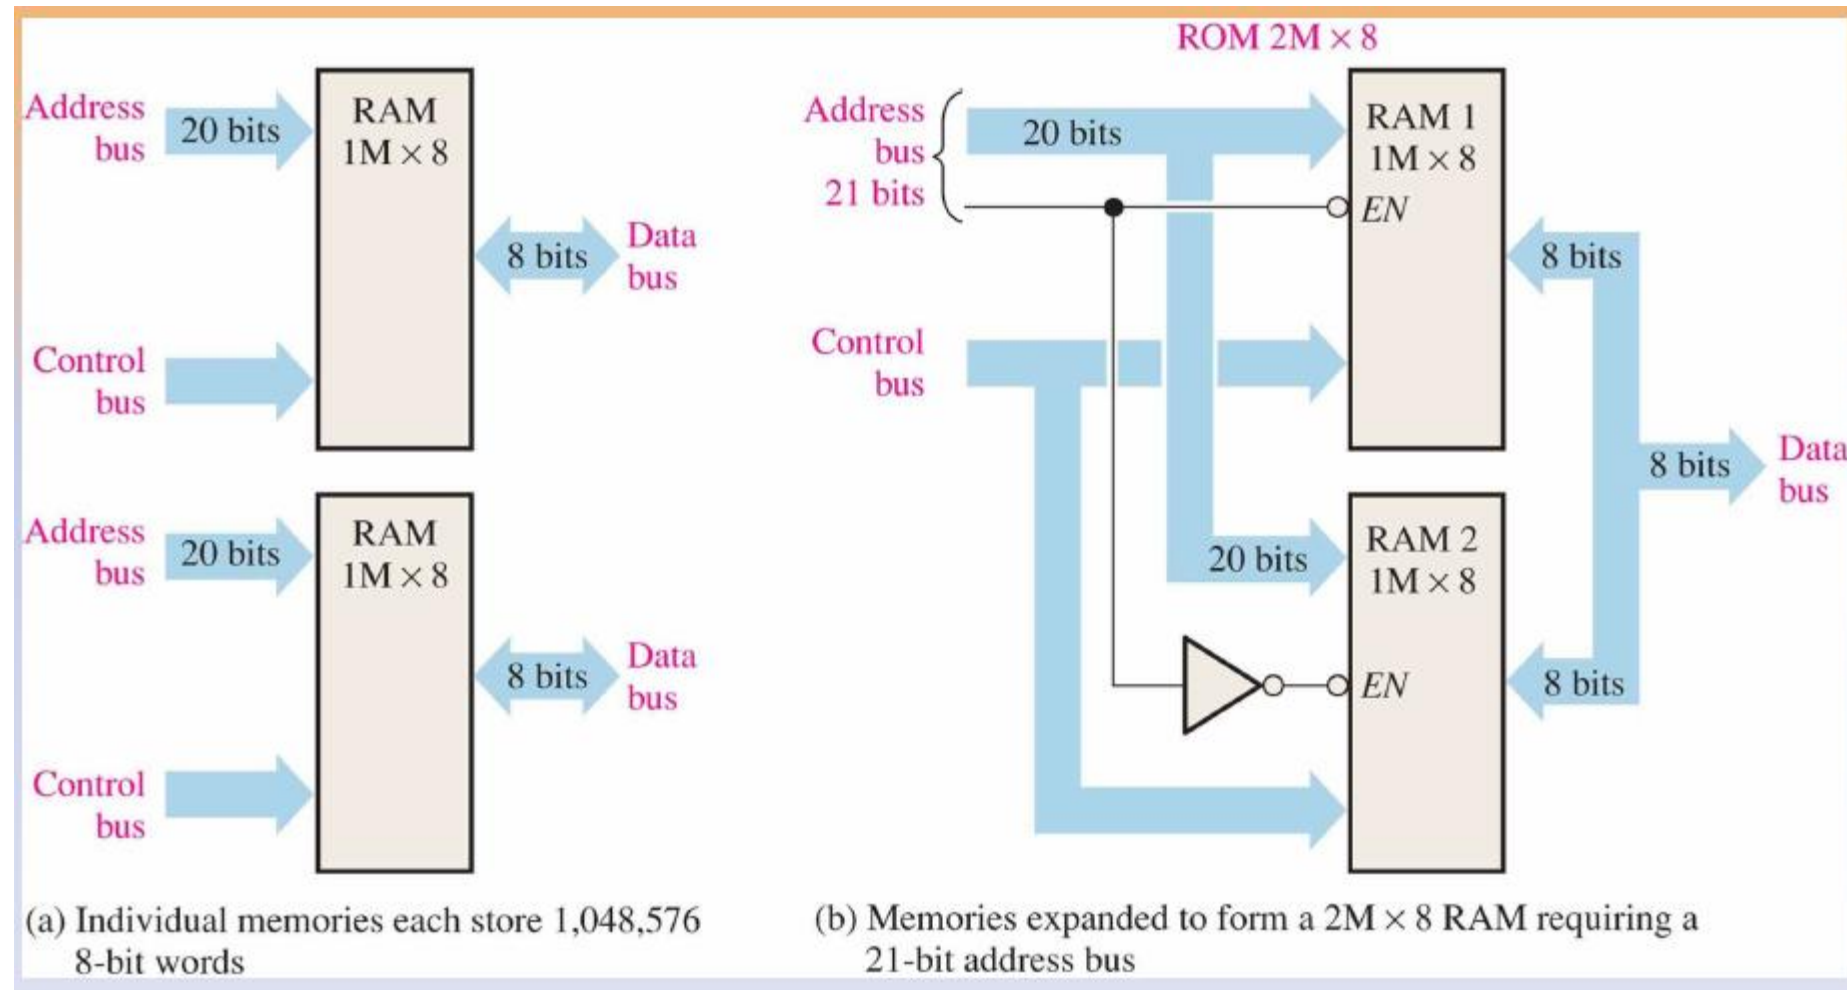 Address
bus
20 bits
RAM
1M × 8
8 bits
Data
bus
Control
bus
Address
bus
20 bits
RAM
1M × 8
8 bits
Data
bus
Control
bus
(a) Individual memories each store 1,048,576
8-bit words
ROM 2M × 8
Address
bus
21 bits
20 bits
RAM 1
1M × 8
EN
8 bits
Control
bus
8 bits
Data
bus
20 bits
RAM 2
1M × 8
EN
8 bits
(b) Memories expanded to form a 2M × 8 RAM requiring a
21-bit address bus